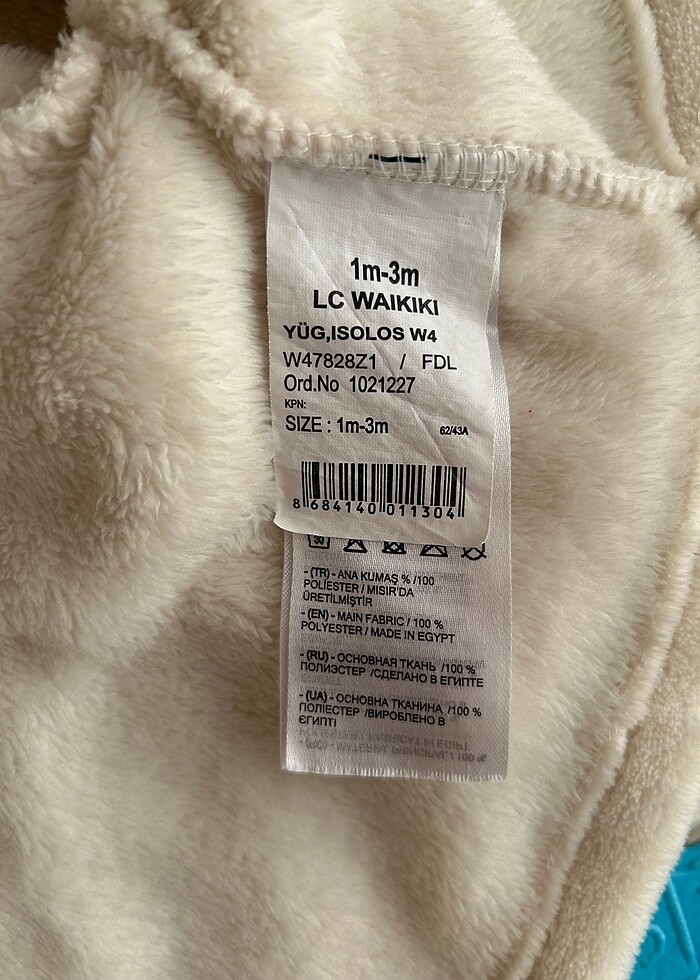 1m-3m
LC WAIKIKI
YÜG,ISOLOS W4
W47828Z1 / FDL
Ord.No 1021227
KPN:
SIZE : 1m-3m 62/43A
8 684140 011304
30
- (TR) - ANA KUMAŞ % /100
POLİESTER / MISIR'DA
ÜRETİLMİŞTİR
- (EN) - MAIN FABRIC / 100 %
POLYESTER / MADE IN EGYPT
- (RU) - ОСНОВНАЯ ТКАНЬ /100 %
ПОЛИЭСТЕР /СДЕЛАНО В ЕГИПТЕ
- (UA) - ОСНОВНА ТКАНИНА /100 %
ПОЛІЕСТЕР /ВИРОБЛЕНО В
ЄГИПТІ